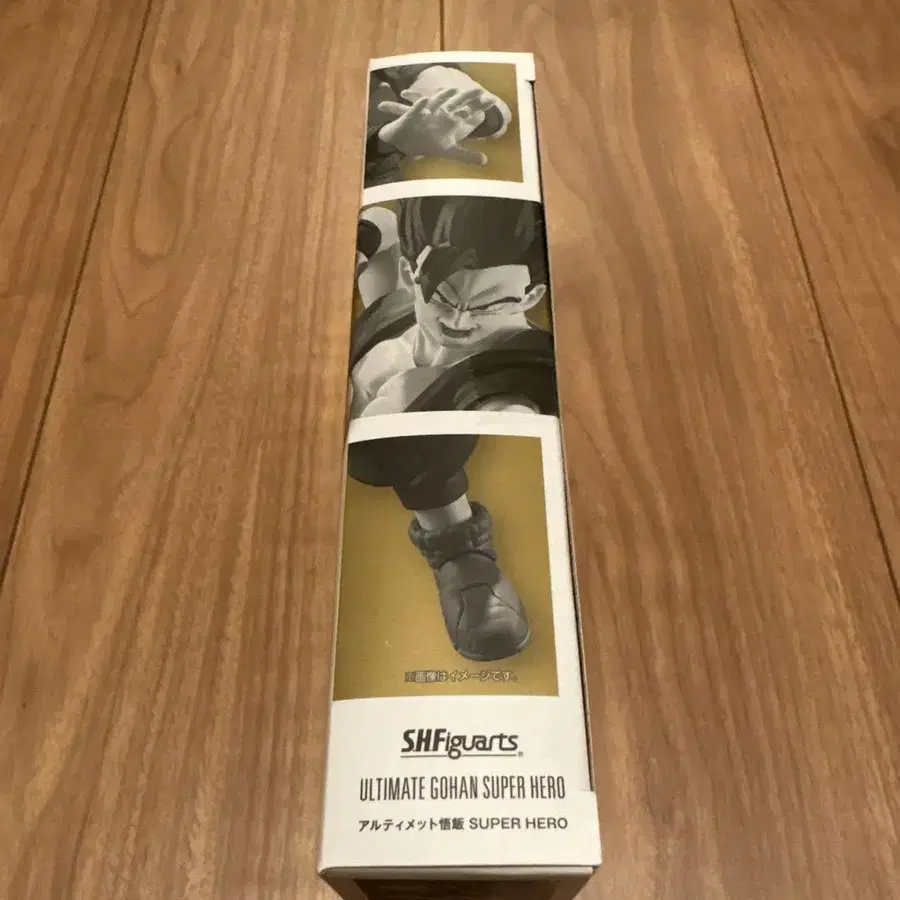 ※画像はイメージです。
S.H.Figuarts®
ULTIMATE GOHAN SUPER HERO
アルティメット悟飯 SUPER HERO